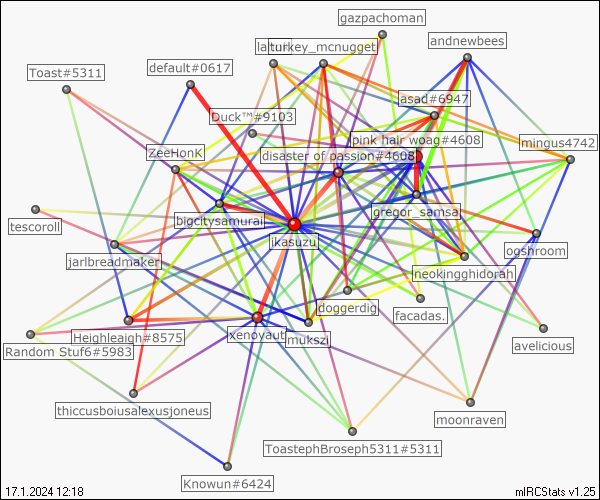 gazpachoman
andnewbees
turkey_mcnugget
default#0617
Toast#5311
asad#6947
Duck™#9103
pink hair woag#4608
mingus4742
ZeeHonK
disaster of passion#4608
gregor_samsa
bigcitysamurai
tescoroll
ikasuzu
ogshroom
jarlbreadmaker
neokingghidorah
doggerdig
facadas.
Heighleaigh#8575
xenoyaut
mukszi
avelicious
Random Stuf6#5983
thiccusboiusalexusjoneus
moonraven
ToastephBroseph5311#5311
Knowun#6424
17.1.2024 12:18
mIRCStats v1.25